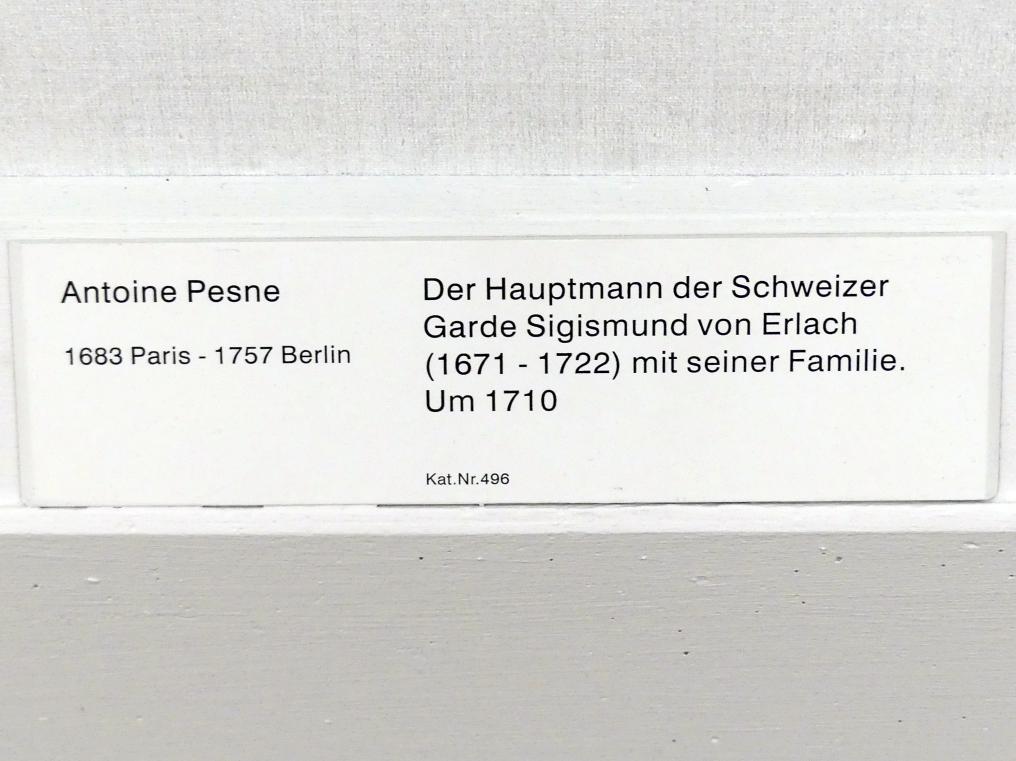 Antoine Pesne
1683 Paris - 1757 Berlin
Der Hauptmann der Schweizer
Garde Sigismund von Erlach
(1671 - 1722) mit seiner Familie.
Um 1710
Kat.Nr.496